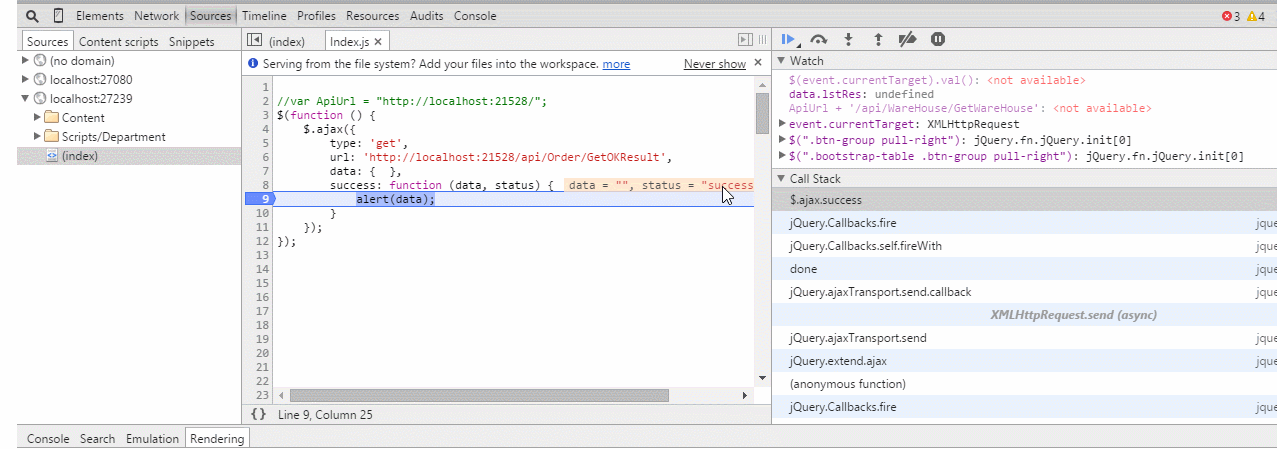 Elements Network Sources Timeline Profiles Resources Audits Console 3 4
Sources Content scripts Snippets
(no domain)
localhost:27080
localhost:27239
Content
Scripts/Department
(index)
(index) Index.js ×
Serving from the file system? Add your files into the workspace. more Never show ×
1
2 //var ApiUrl = "http://localhost:21528/";
3 $(function () {
4 $.ajax({
5 type: 'get',
6 url: 'http://localhost:21528/api/Order/GetOKResult',
7 data: { },
8 success: function (data, status) { data = "", status = "success
9 alert(data);
10 }
11 });
12 });
13
14
15
16
17
18
19
20
21
22
23
{} Line 9, Column 25
Watch
$(event.currentTarget).val(): <not available>
data.lstRes: undefined
ApiUrl + '/api/WareHouse/GetWareHouse': <not available>
event.currentTarget: XMLHttpRequest
$(".btn-group pull-right"): jQuery.fn.jQuery.init[0]
$(".bootstrap-table .btn-group pull-right"): jQuery.fn.jQuery.init[0]
Call Stack
$.ajax.success
jQuery.Callbacks.fire jque
jQuery.Callbacks.self.fireWith jque
done jque
jQuery.ajaxTransport.send.callback jque
XMLHttpRequest.send (async)
jQuery.ajaxTransport.send jque
jQuery.extend.ajax jque
(anonymous function)
jQuery.Callbacks.fire jque
Console Search Emulation Rendering